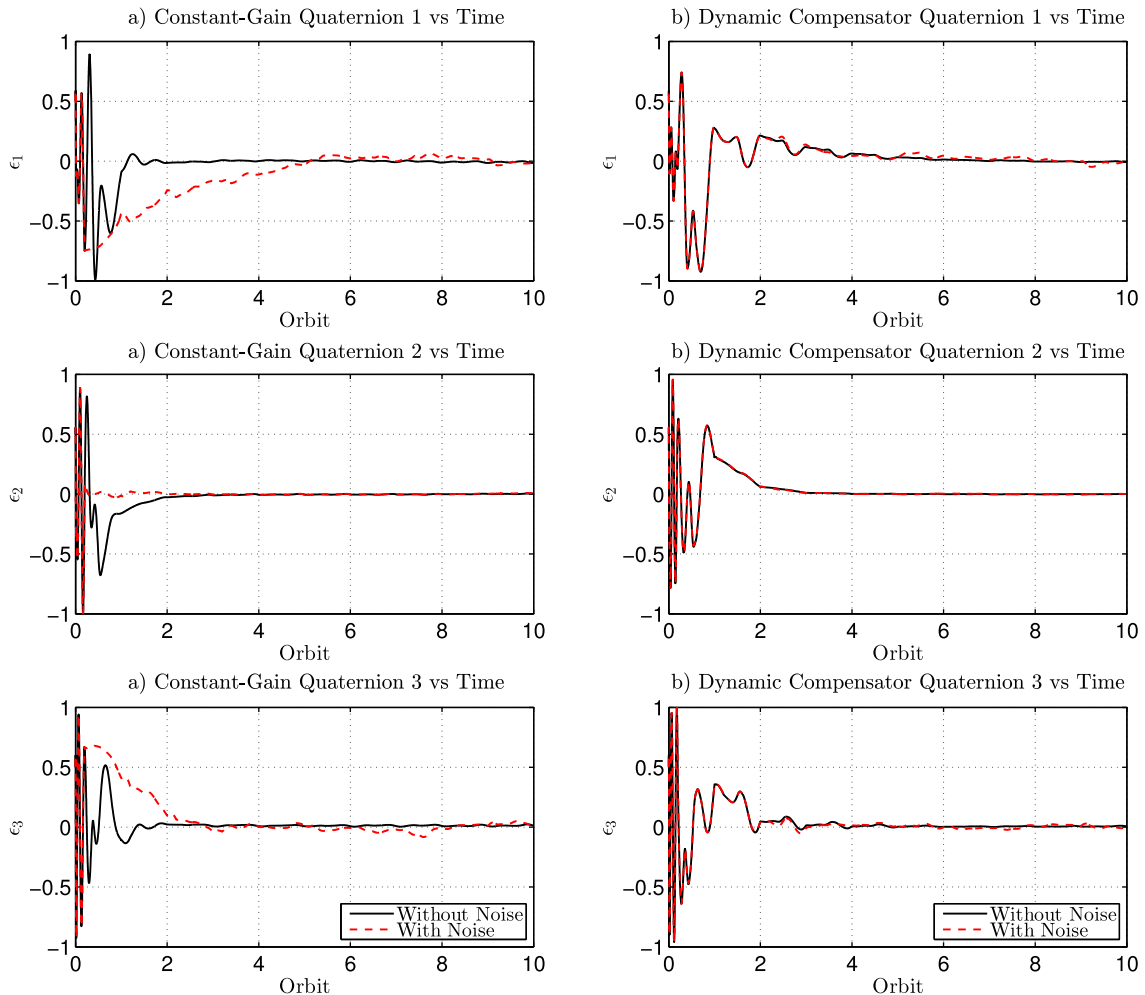 a) Constant-Gain Quaternion 1 vs Time
1
0.5
0
−0.5
−1
ϵ1
0 2 4 6 8 10
Orbit
b) Dynamic Compensator Quaternion 1 vs Time
1
0.5
0
−0.5
−1
ϵ1
0 2 4 6 8 10
Orbit
a) Constant-Gain Quaternion 2 vs Time
1
0.5
0
−0.5
−1
ϵ2
0 2 4 6 8 10
Orbit
b) Dynamic Compensator Quaternion 2 vs Time
1
0.5
0
−0.5
−1
ϵ2
0 2 4 6 8 10
Orbit
a) Constant-Gain Quaternion 3 vs Time
1
0.5
0
−0.5
−1
ϵ3
Without Noise
With Noise
0 2 4 6 8 10
Orbit
b) Dynamic Compensator Quaternion 3 vs Time
1
0.5
0
−0.5
−1
ϵ3
Without Noise
With Noise
0 2 4 6 8 10
Orbit